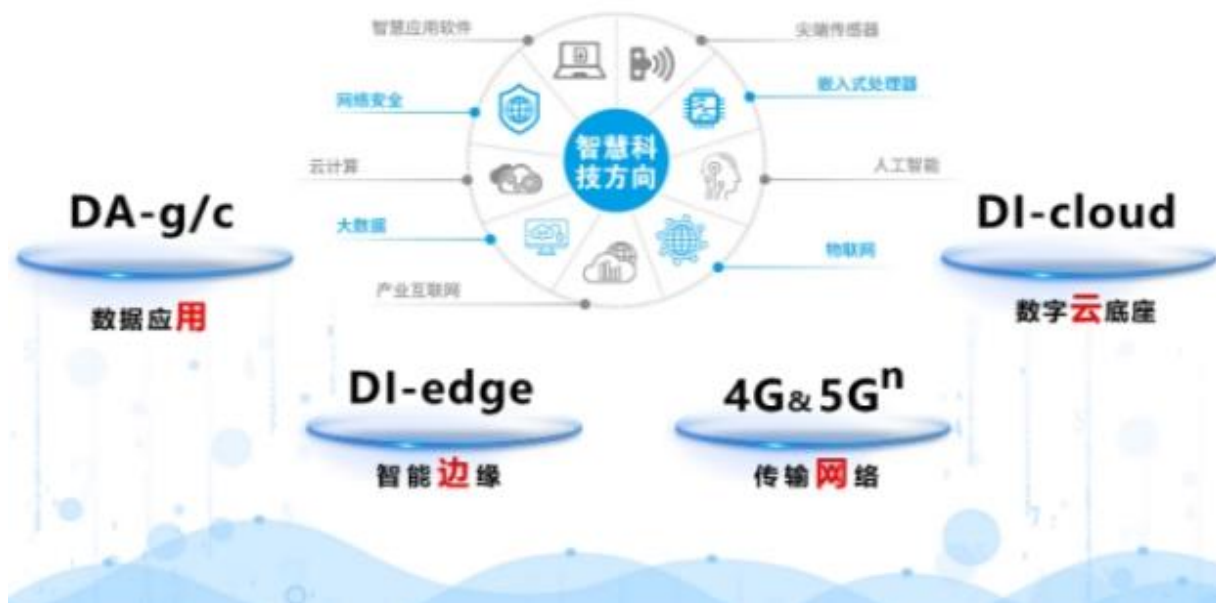 智慧应用软件
尖端传感器
网络安全
嵌入式处理器
智慧科
技方向
云计算
人工智能
大数据
物联网
产业互联网
DA-g/c
数据应用
DI-cloud
数字云底座
DI-edge
智能边缘
4G&5Gⁿ
传输网络